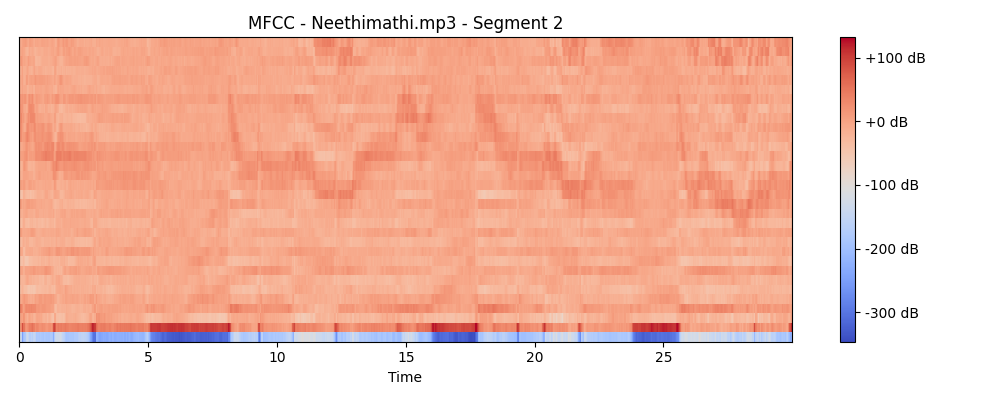 MFCC - Neethimathi.mp3 - Segment 2
+100 dB
+0 dB
-100 dB
-200 dB
-300 dB
0 5 10 15 20 25
Time